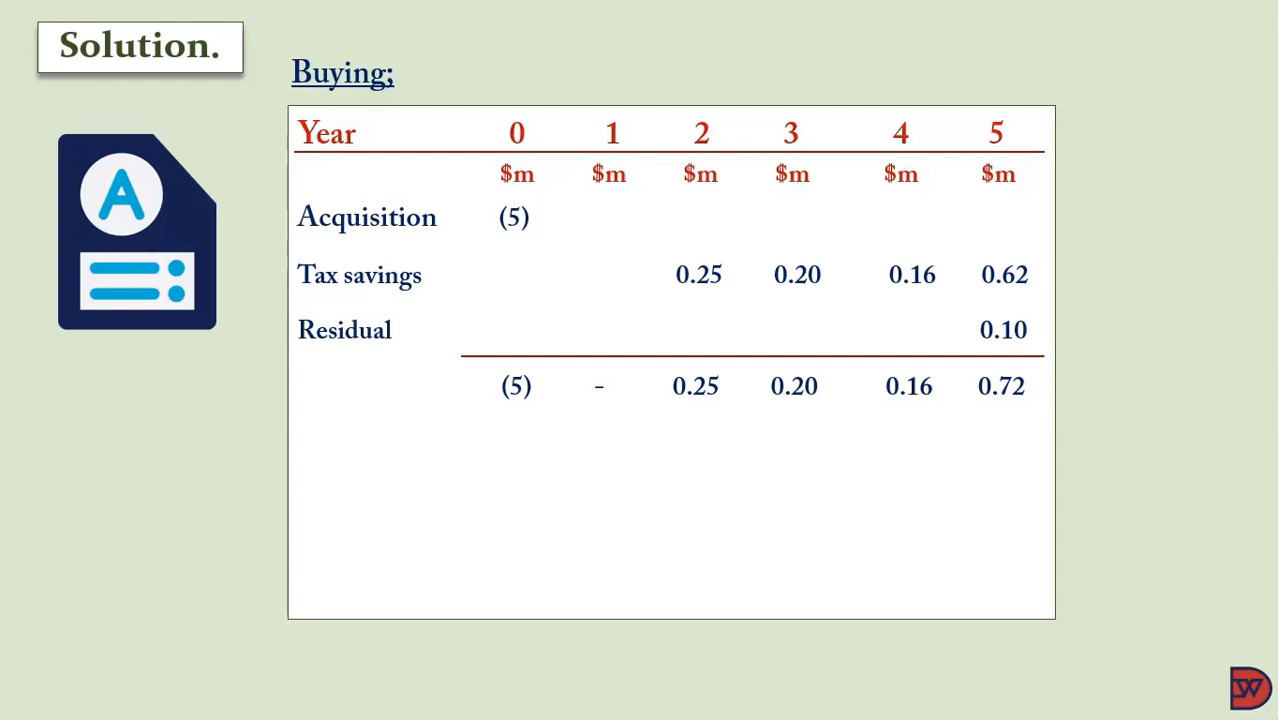 Solution.
Buying;
Year 0 1 2 3 4 5
$m $m $m $m $m $m
Acquisition (5)
Tax savings 0.25 0.20 0.16 0.62
Residual 0.10
(5) - 0.25 0.20 0.16 0.72
A
DW